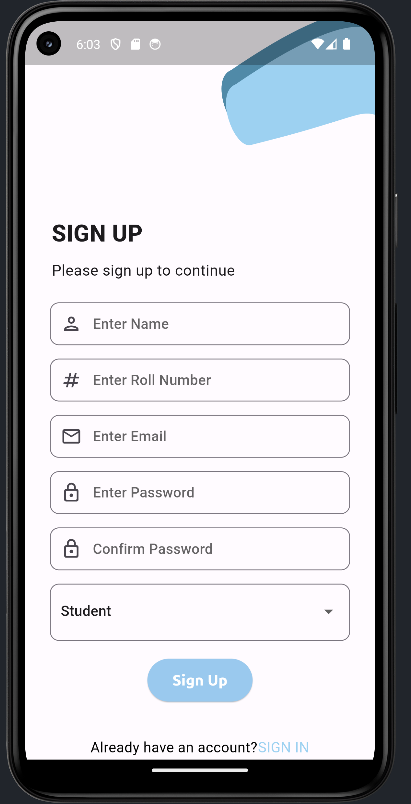 6:03
SIGN UP
Please sign up to continue
Enter Name
# Enter Roll Number
Enter Email
Enter Password
Confirm Password
Student
Sign Up
Already have an account?SIGN IN